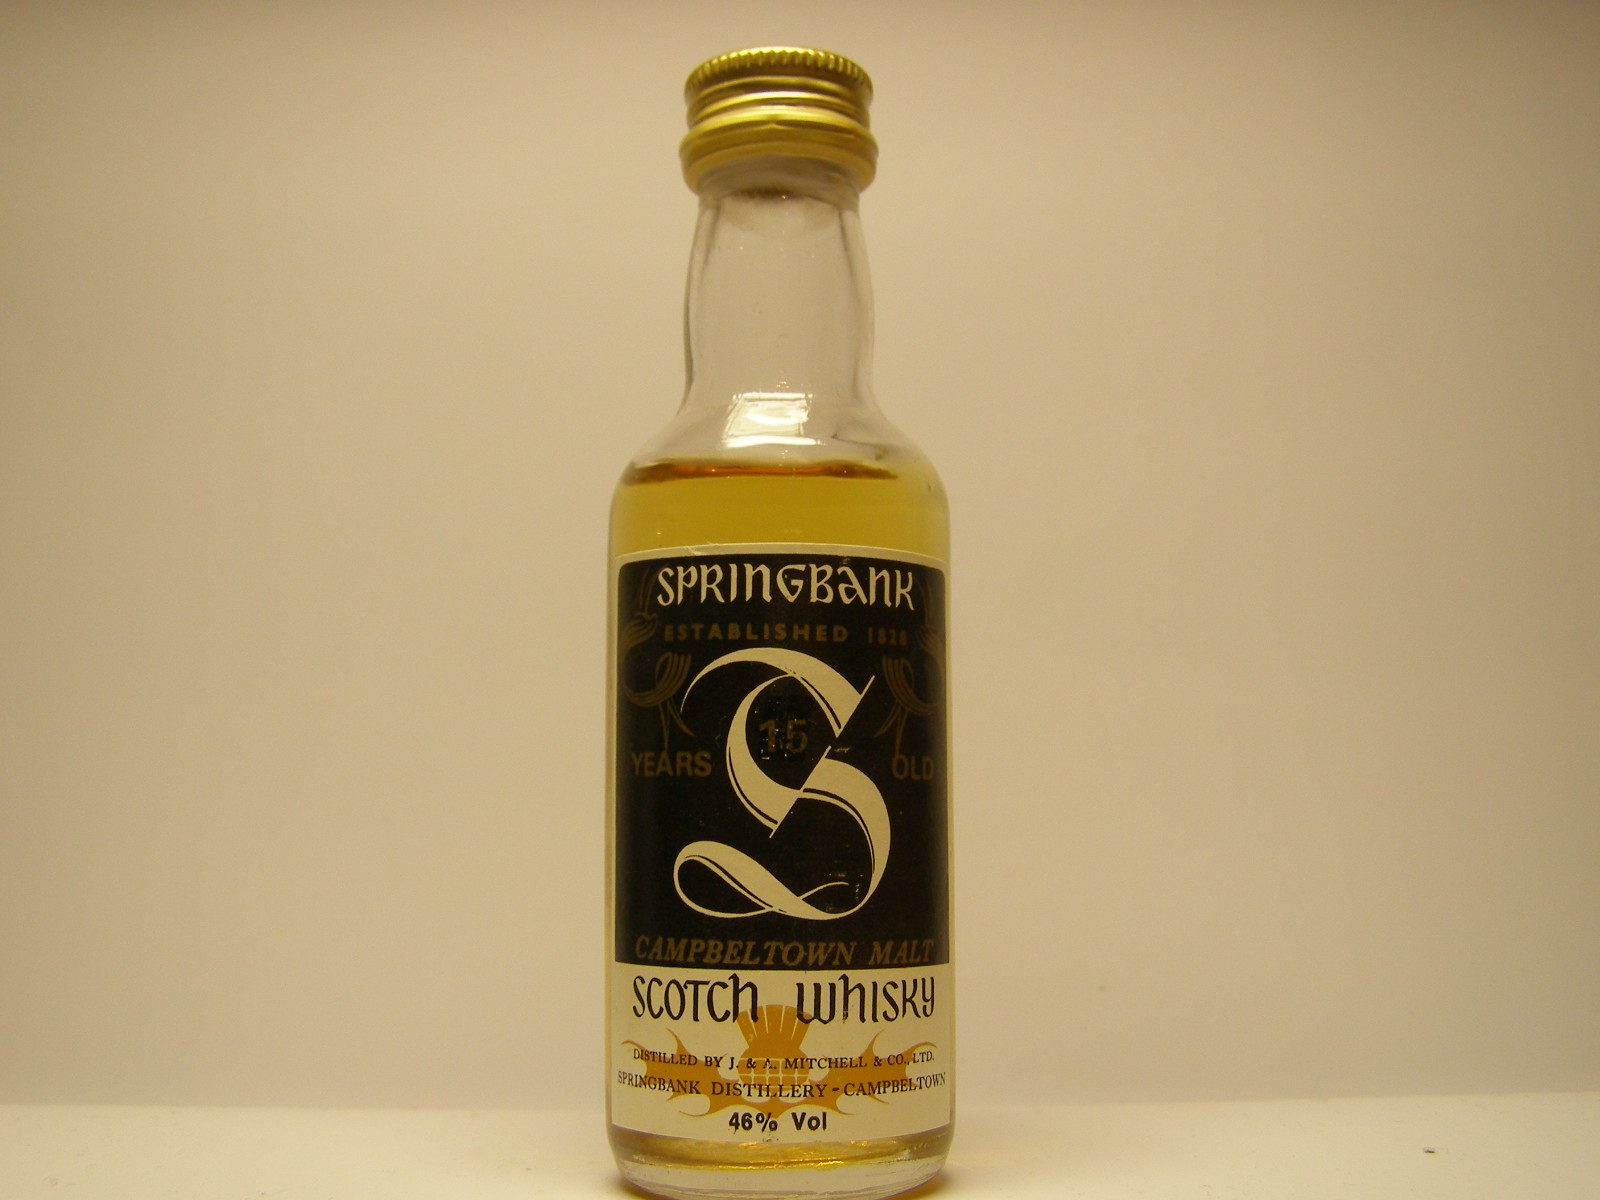 SPRINGBANK
ESTABLISHED 1828
S
15
YEARS OLD
CAMPBELTOWN MALT
SCOTCH WHISKY
DISTILLED BY J. & A. MITCHELL & CO., LTD.
SPRINGBANK DISTILLERY - CAMPBELTOWN
46% Vol